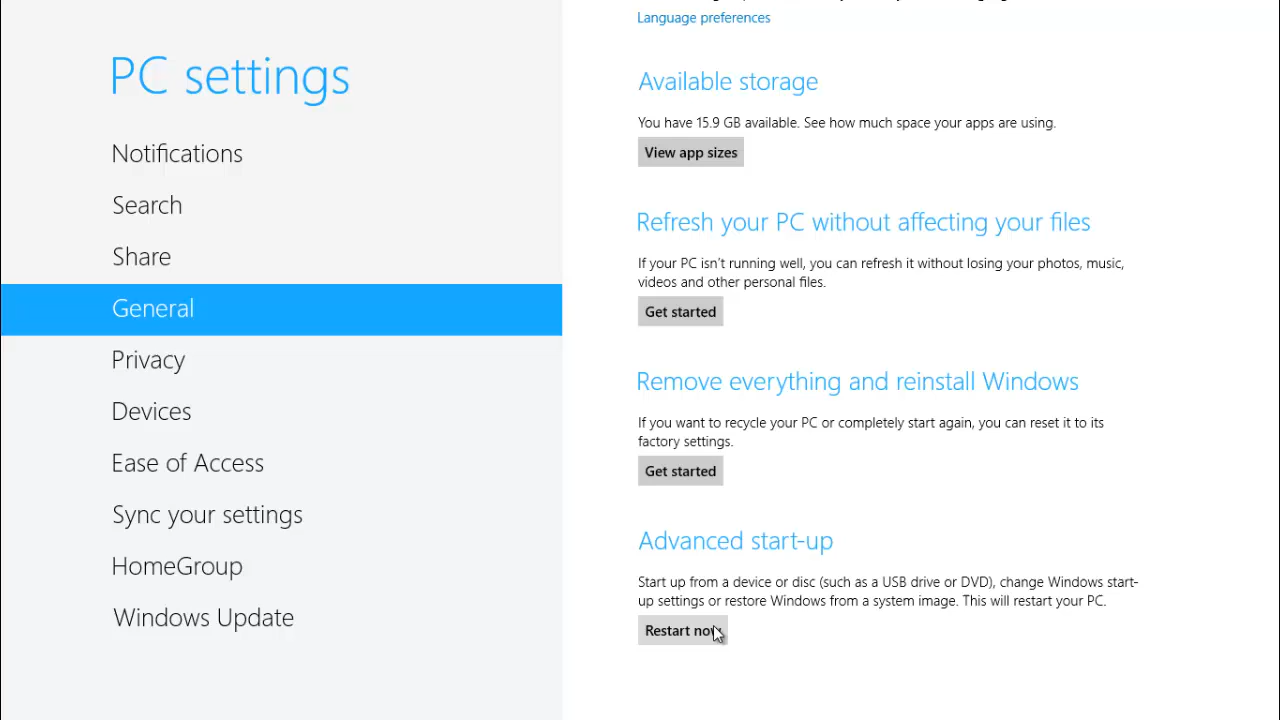 PC settings
Notifications
Search
Share
General
Privacy
Devices
Ease of Access
Sync your settings
HomeGroup
Windows Update
Language preferences
Available storage
You have 15.9 GB available. See how much space your apps are using.
View app sizes
Refresh your PC without affecting your files
If your PC isn't running well, you can refresh it without losing your photos, music,
videos and other personal files.
Get started
Remove everything and reinstall Windows
If you want to recycle your PC or completely start again, you can reset it to its
factory settings.
Get started
Advanced start-up
Start up from a device or disc (such as a USB drive or DVD), change Windows start-
up settings or restore Windows from a system image. This will restart your PC.
Restart now